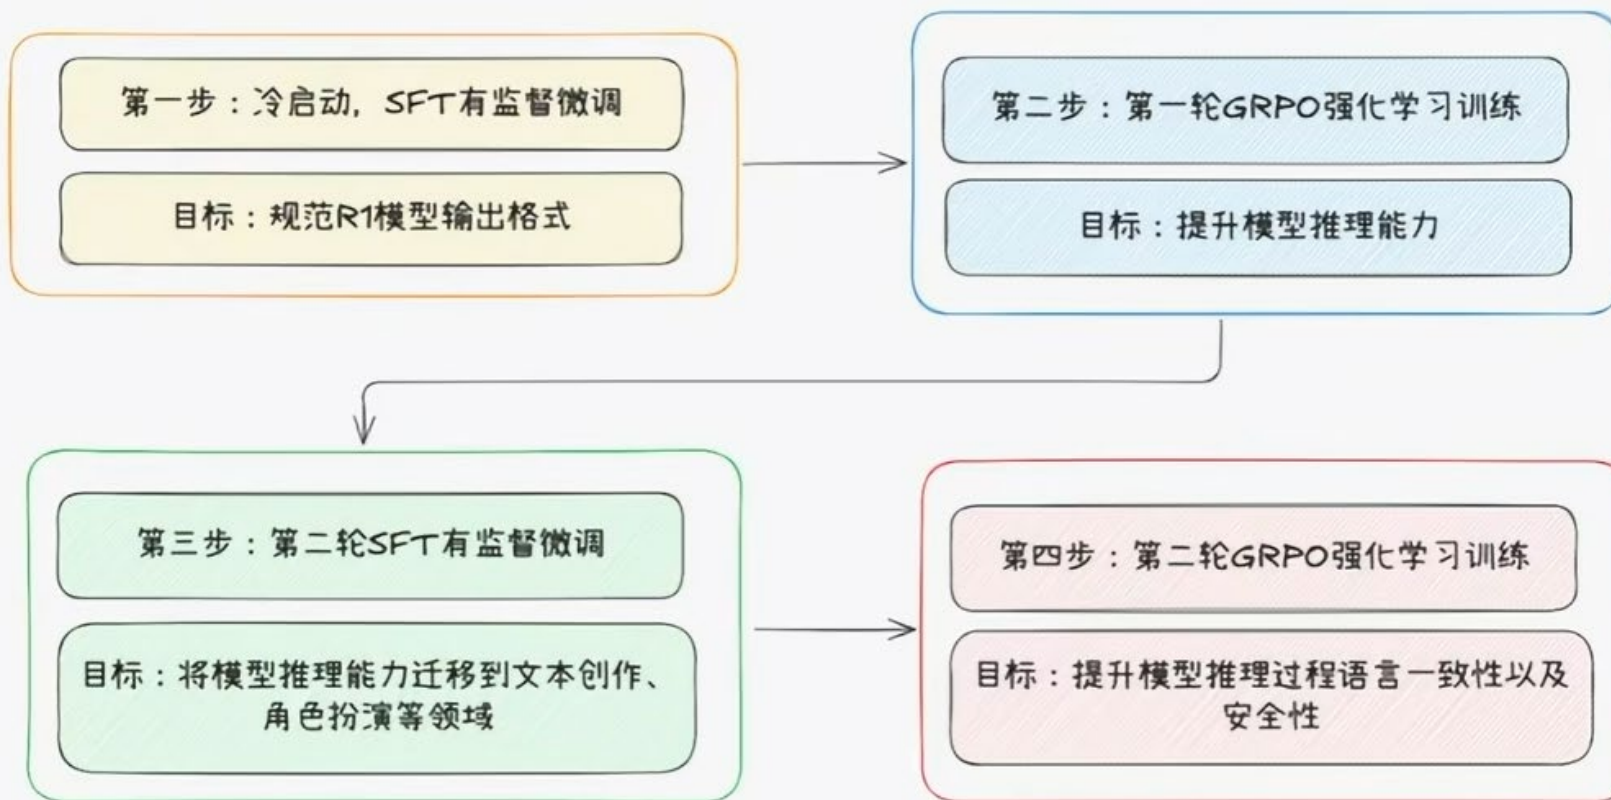 第一步：冷启动，SFT有监督微调
目标：规范R1模型输出格式
第二步：第一轮GRPO强化学习训练
目标：提升模型推理能力
第三步：第二轮SFT有监督微调
目标：将模型推理能力迁移到文本创作、
角色扮演等领域
第四步：第二轮GRPO强化学习训练
目标：提升模型推理过程语言一致性以及
安全性